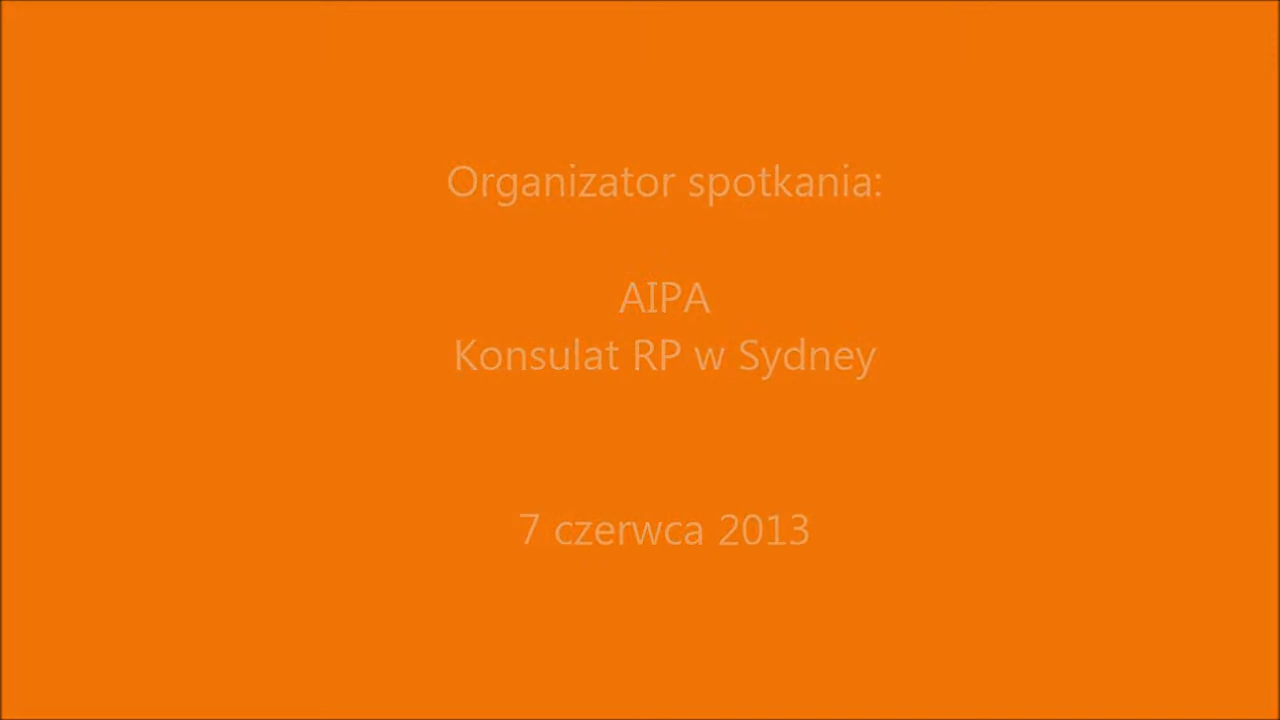 Organizator spotkania:
AIPA
Konsulat RP w Sydney
7 czerwca 2013